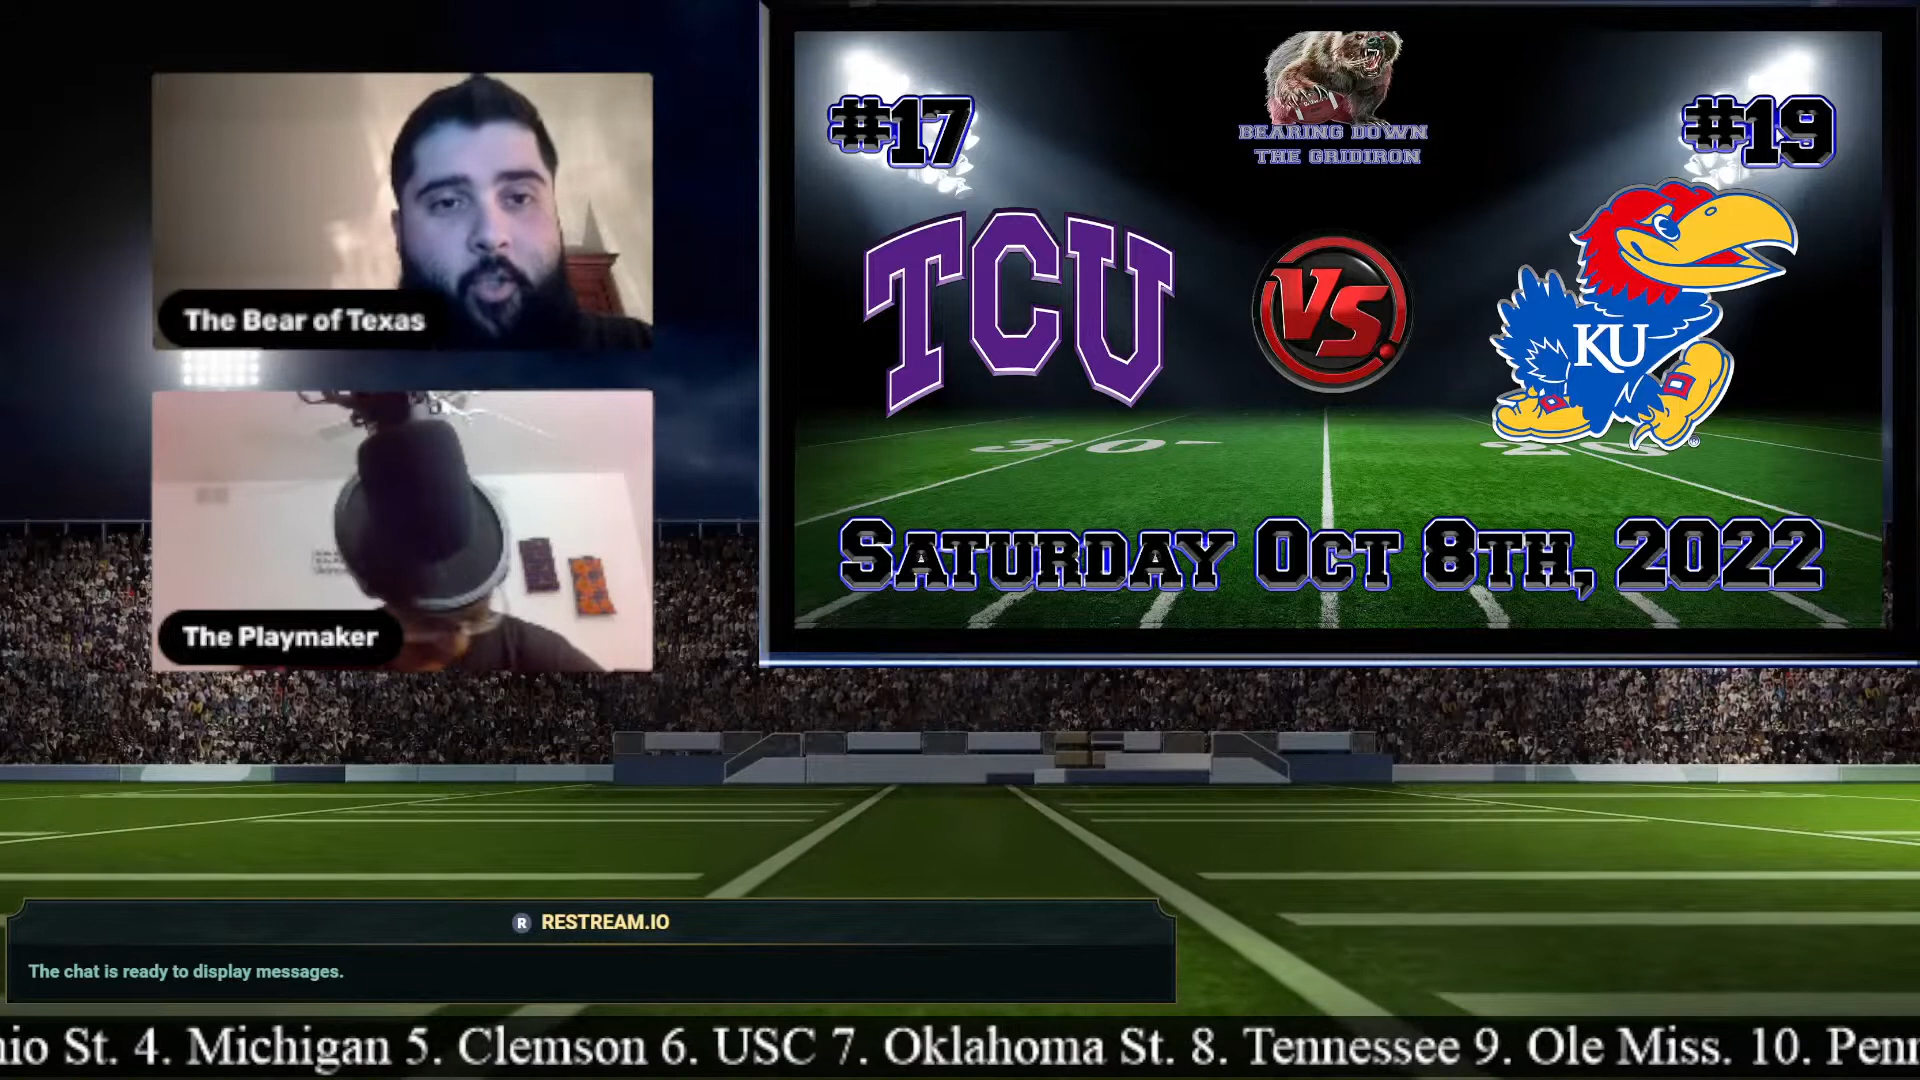 The Bear of Texas
The Playmaker
#17
BEARING DOWN
THE GRIDIRON
#19
TCU
VS.
KU
®
30
SATURDAY OCT 8TH, 2022
R RESTREAM.IO
The chat is ready to display messages.
nio St. 4. Michigan 5. Clemson 6. USC 7. Oklahoma St. 8. Tennessee 9. Ole Miss. 10. Penn